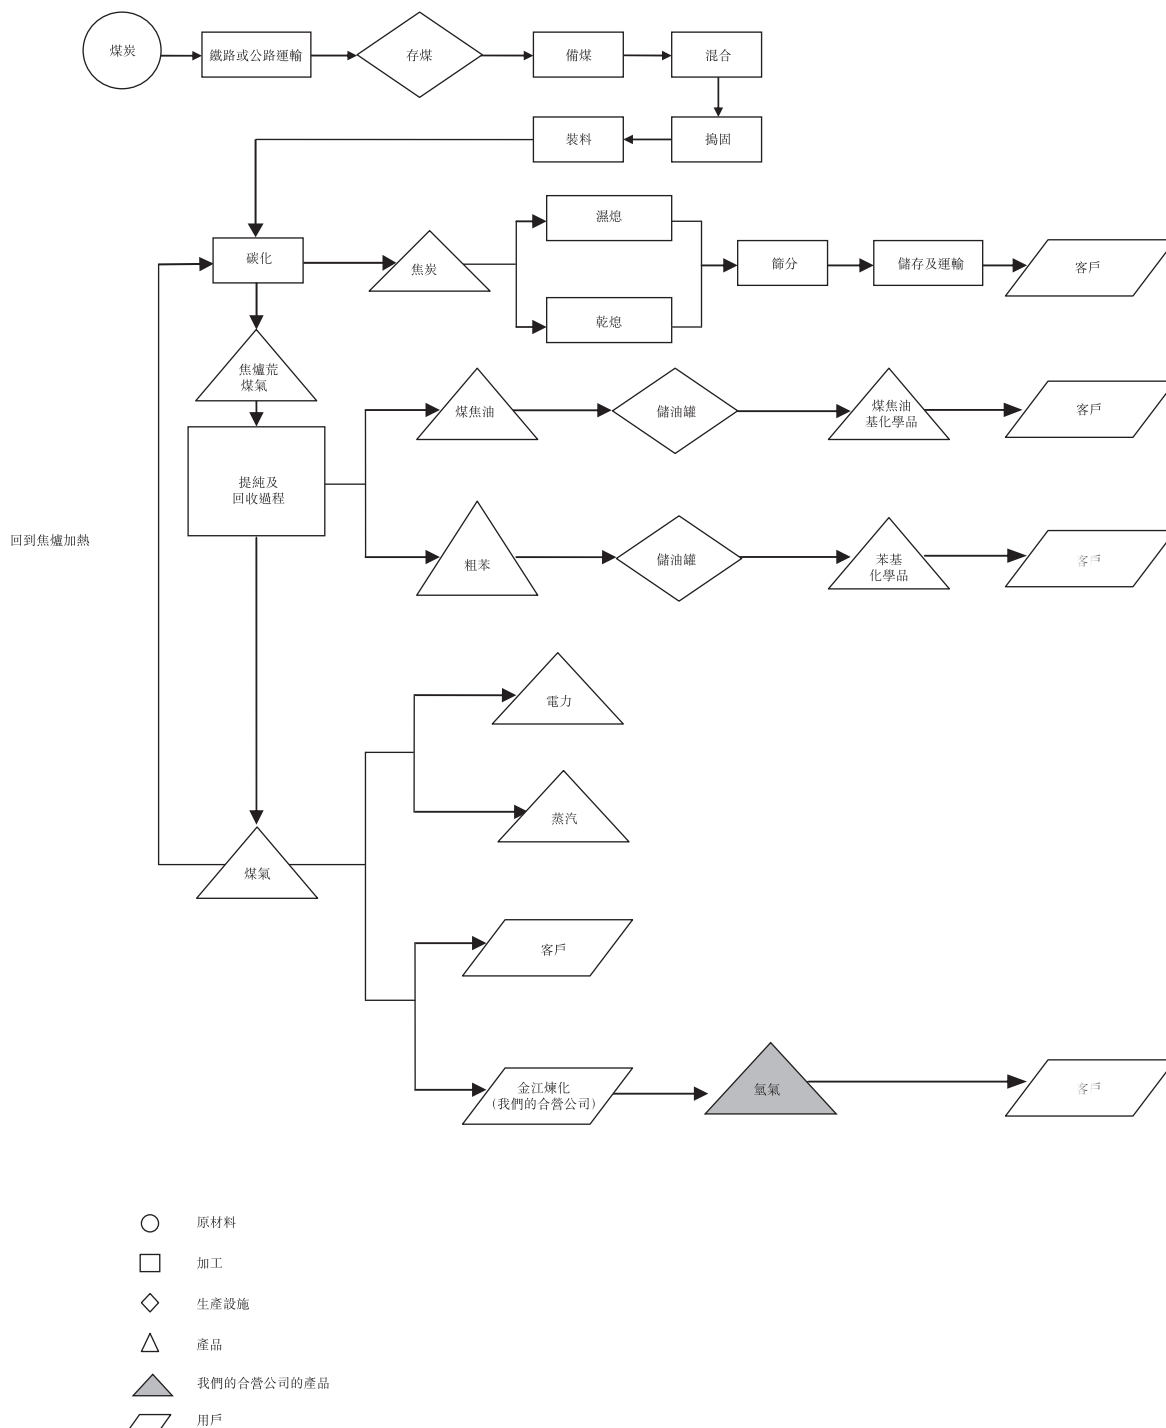 煤炭
鐵路或公路運輸
存煤
備煤
混合
裝料
搗固
碳化
焦炭
濕熄
乾熄
篩分
儲存及運輸
客戶
焦爐荒
煤氣
煤焦油
儲油罐
煤焦油
基化學品
客戶
提純及
回收過程
回到焦爐加熱
粗苯
儲油罐
苯基
化學品
客戶
電力
蒸汽
煤氣
客戶
金江煉化
(我們的合營公司)
氫氣
客戶
原材料
加工
生產設施
產品
我們的合營公司的產品
用戶